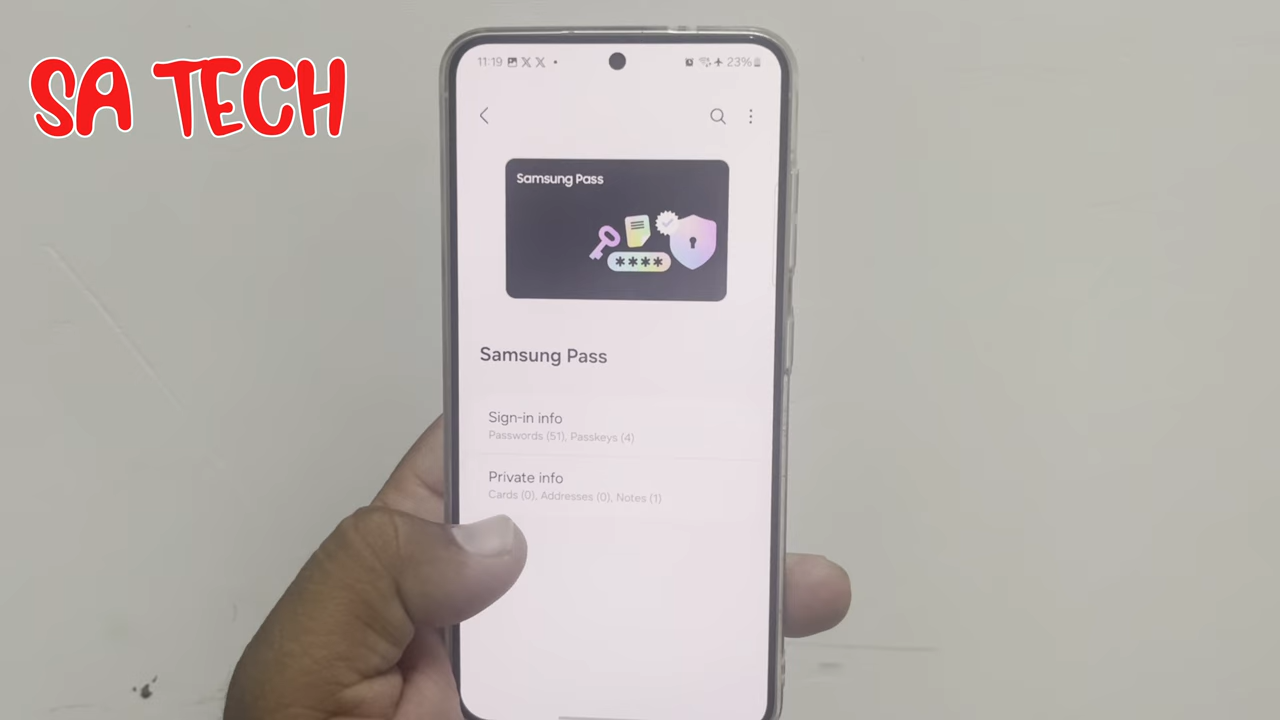 SA TECH
11:19 23%
Samsung Pass
****
Samsung Pass
Sign-in info
Passwords (51), Passkeys (4)
Private info
Cards (0), Addresses (0), Notes (1)